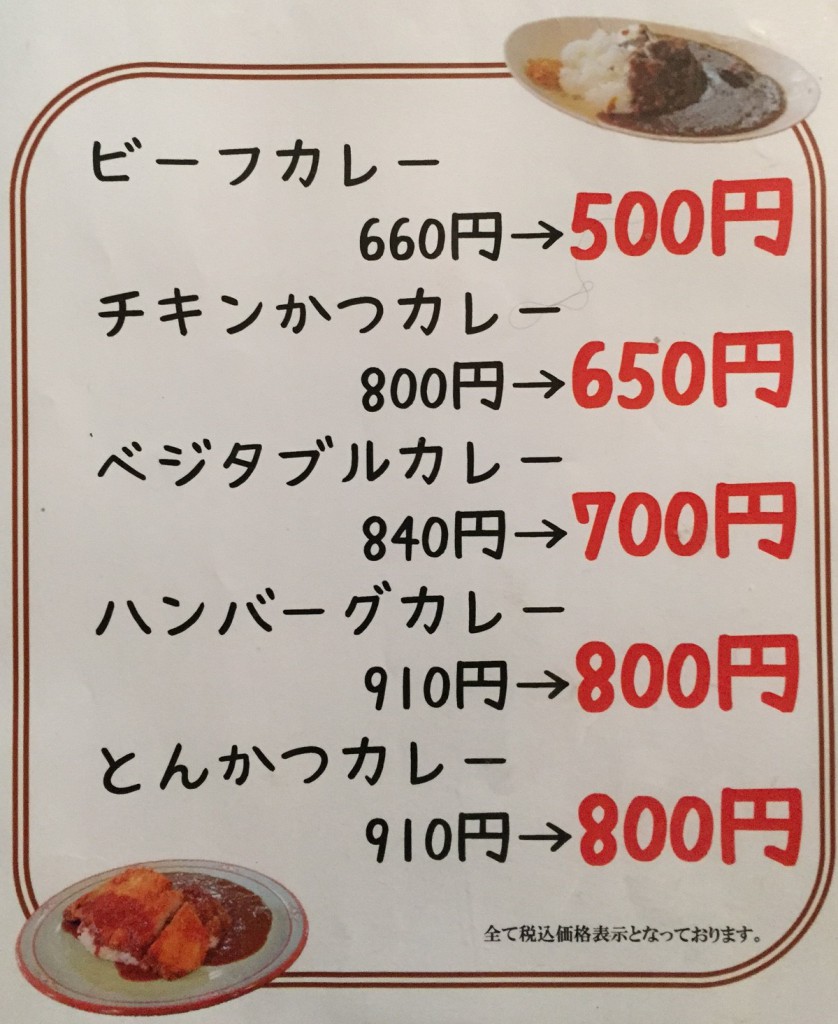 ビーフカレー
660円→500円
チキンかつカレー
800円→650円
ベジタブルカレー
840円→700円
ハンバーグカレー
910円→800円
とんかつカレー
910円→800円
全て税込価格表示となっております。